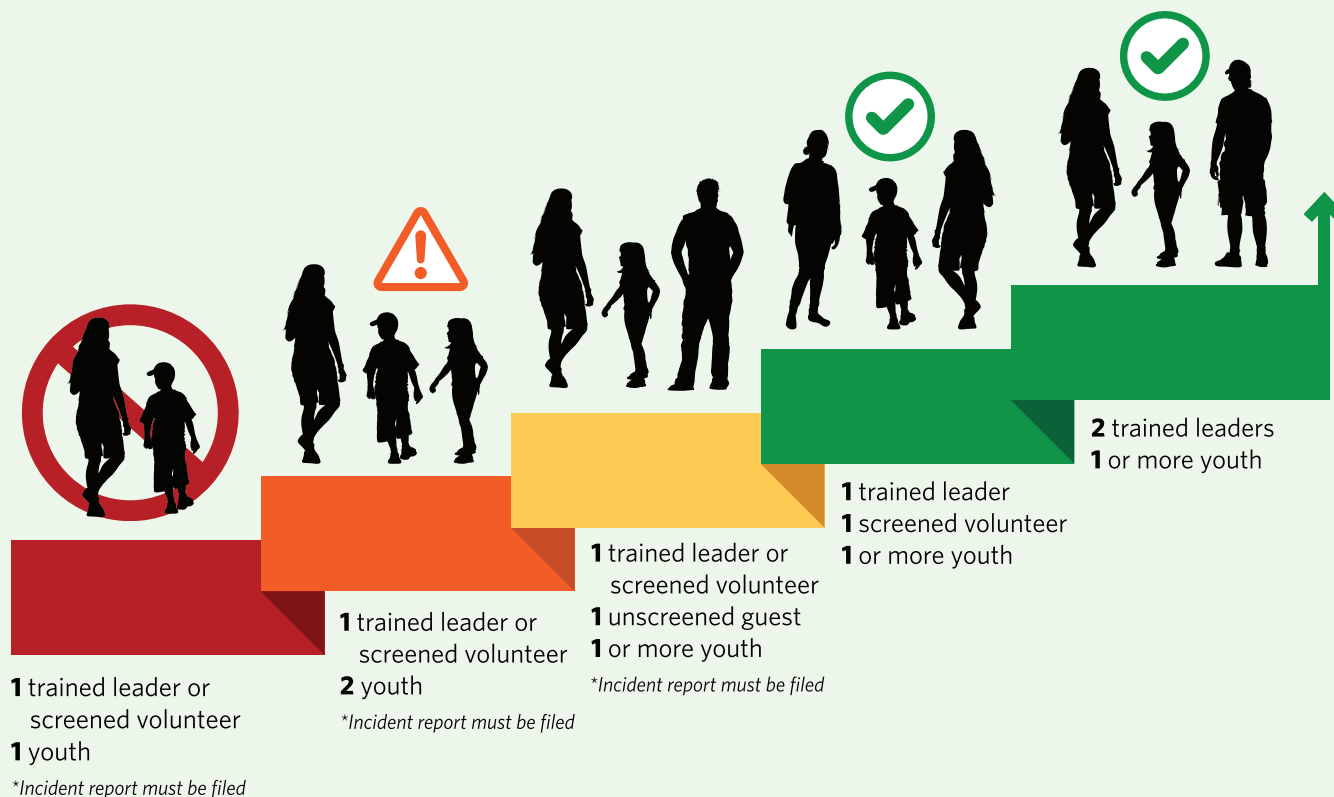 1 trained leader or
screened volunteer
1 youth
*Incident report must be filed
1 trained leader or
screened volunteer
2 youth
*Incident report must be filed
1 trained leader or
screened volunteer
1 unscreened guest
1 or more youth
*Incident report must be filed
1 trained leader
1 screened volunteer
1 or more youth
2 trained leaders
1 or more youth